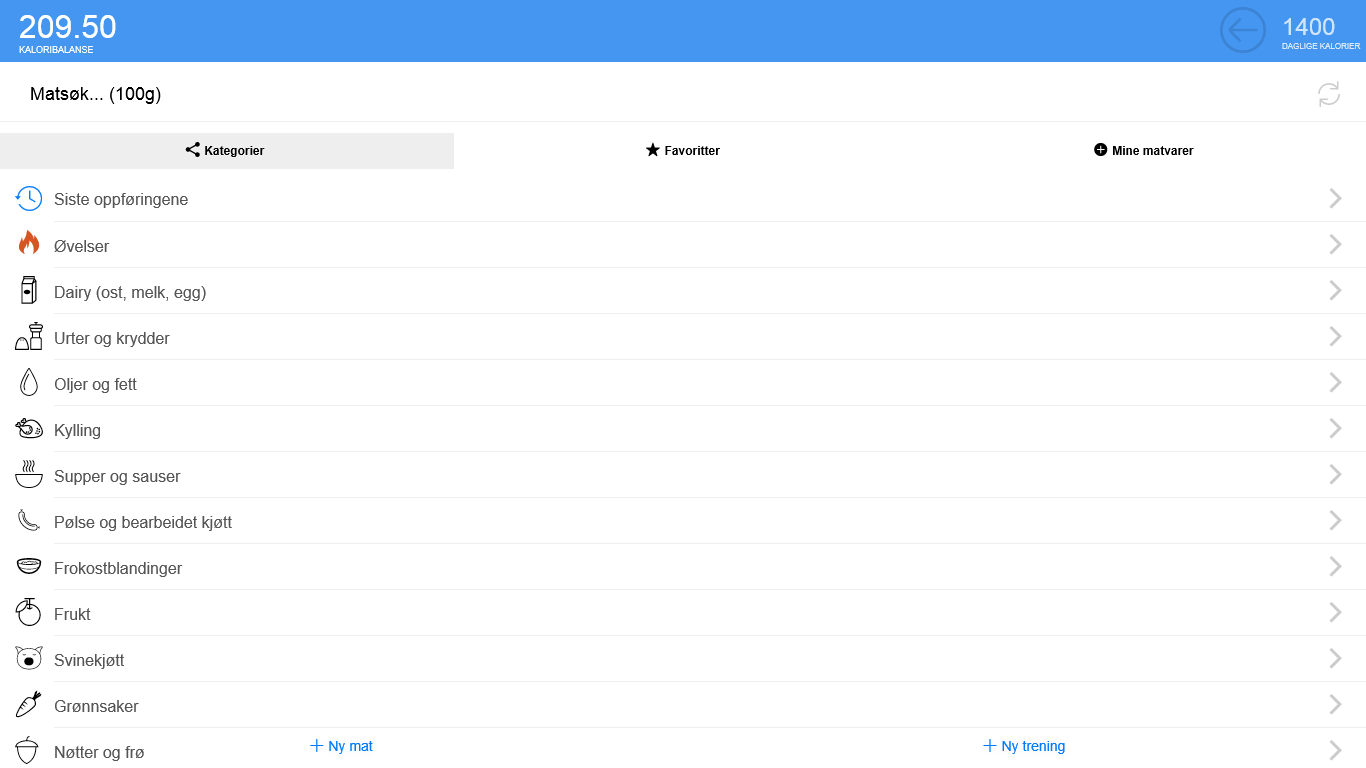 209.50
KALORIBALANSE
1400
DAGLIGE KALORIER
Matsøk... (100g)
Kategorier
Favoritter
Mine matvarer
Siste oppføringene
Øvelser
Dairy (ost, melk, egg)
Urter og krydder
Oljer og fett
Kylling
Supper og sauser
Pølse og bearbeidet kjøtt
Frokostblandinger
Frukt
Svinekjøtt
Grønnsaker
Nøtter og frø
Ny mat
Ny trening